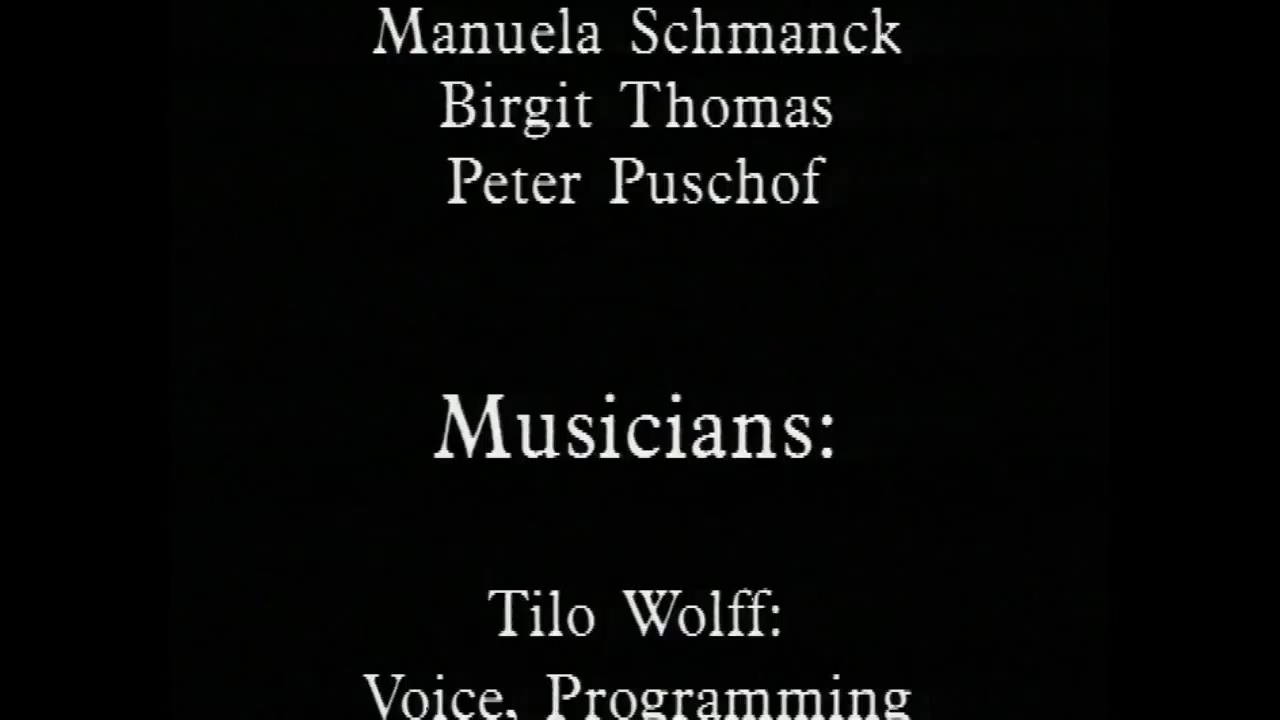 Manuela Schmanck
Birgit Thomas
Peter Puschof
Musicians:
Tilo Wolff:
Voice, Programming